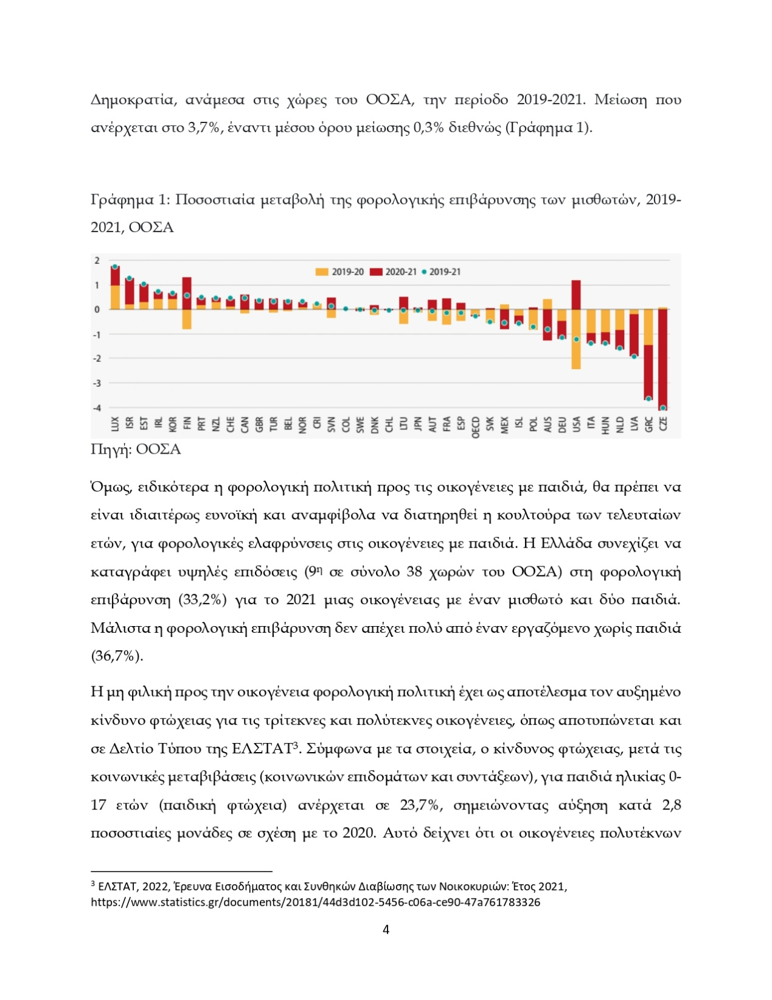 Δημοκρατία, ανάμεσα στις χώρες του ΟΟΣΑ, την περίοδο 2019-2021. Μείωση που
ανέρχεται στο 3,7%, έναντι μέσου όρου μείωσης 0,3% διεθνώς (Γράφημα 1).
Γράφημα 1: Ποσοστιαία μεταβολή της φορολογικής επιβάρυνσης των μισθωτών, 2019-
2021, ΟΟΣΑ
2019-20 2020-21 2019-21
2
1
0
-1
-2
-3
-4
LUX ISR EST IRL KOR FIN PRT NZL CHE CAN GBR TUR BEL NOR CRI SVN COL SWE DNK CHL LTU JPN AUT FRA ESP OECD SVK MEX ISL POL AUS DEU USA ITA HUN NLD LVA GRC CZE
Πηγή: ΟΟΣΑ
Όμως, ειδικότερα η φορολογική πολιτική προς τις οικογένειες με παιδιά, θα πρέπει να
είναι ιδιαιτέρως ευνοϊκή και αναμφίβολα να διατηρηθεί η κουλτούρα των τελευταίων
ετών, για φορολογικές ελαφρύνσεις στις οικογένειες με παιδιά. Η Ελλάδα συνεχίζει να
καταγράφει υψηλές επιδόσεις (9η σε σύνολο 38 χωρών του ΟΟΣΑ) στη φορολογική
επιβάρυνση (33,2%) για το 2021 μιας οικογένειας με έναν μισθωτό και δύο παιδιά.
Μάλιστα η φορολογική επιβάρυνση δεν απέχει πολύ από έναν εργαζόμενο χωρίς παιδιά
(36,7%).
Η μη φιλική προς την οικογένεια φορολογική πολιτική έχει ως αποτέλεσμα τον αυξημένο
κίνδυνο φτώχειας για τις τρίτεκνες και πολύτεκνες οικογένειες, όπως αποτυπώνεται και
σε Δελτίο Τύπου της ΕΛΣΤΑΤ3. Σύμφωνα με τα στοιχεία, ο κίνδυνος φτώχειας, μετά τις
κοινωνικές μεταβιβάσεις (κοινωνικών επιδομάτων και συντάξεων), για παιδιά ηλικίας 0-
17 ετών (παιδική φτώχεια) ανέρχεται σε 23,7%, σημειώνοντας αύξηση κατά 2,8
ποσοστιαίες μονάδες σε σχέση με το 2020. Αυτό δείχνει ότι οι οικογένειες πολυτέκνων
3 ΕΛΣΤΑΤ, 2022, Έρευνα Εισοδήματος και Συνθηκών Διαβίωσης των Νοικοκυριών: Έτος 2021,
https://www.statistics.gr/documents/20181/44d3d102-5456-c06a-ce90-47a761783326
4